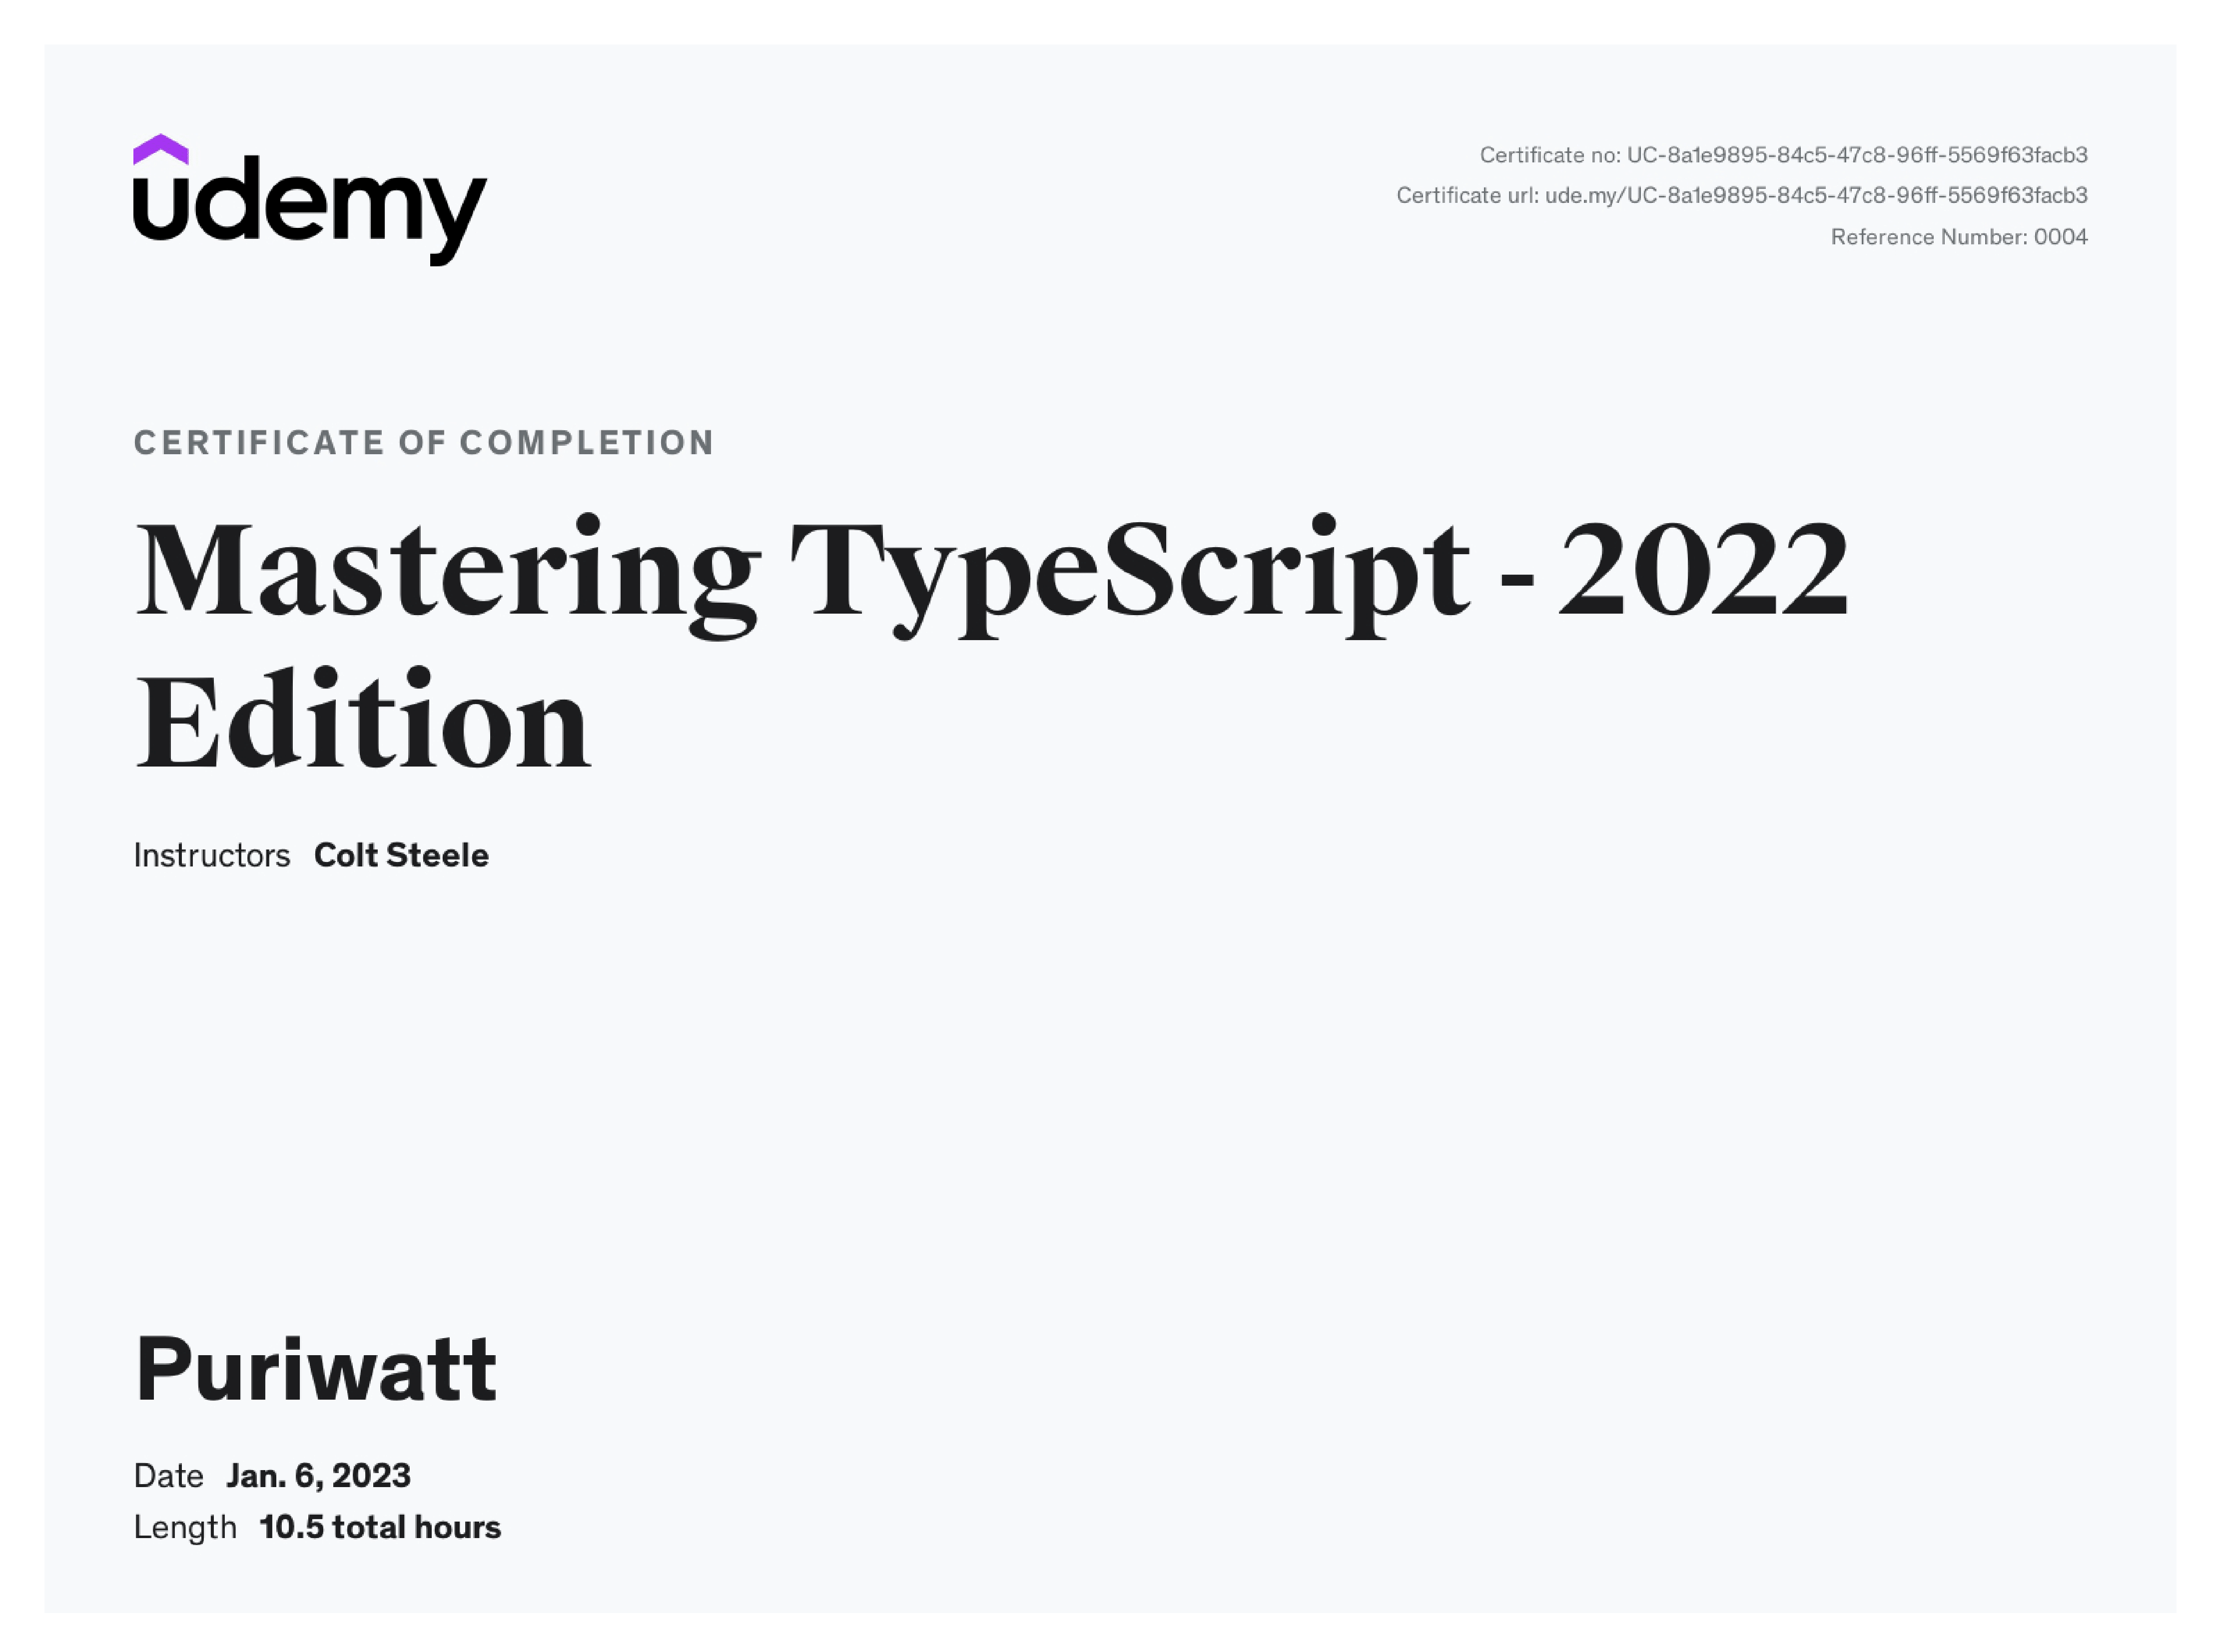 udemy
Certificate no: UC-8a1e9895-84c5-47c8-96ff-5569f63facb3
Certificate url: ude.my/UC-8a1e9895-84c5-47c8-96ff-5569f63facb3
Reference Number: 0004
CERTIFICATE OF COMPLETION
Mastering TypeScript - 2022
Edition
Instructors Colt Steele
Puriwatt
Date Jan. 6, 2023
Length 10.5 total hours